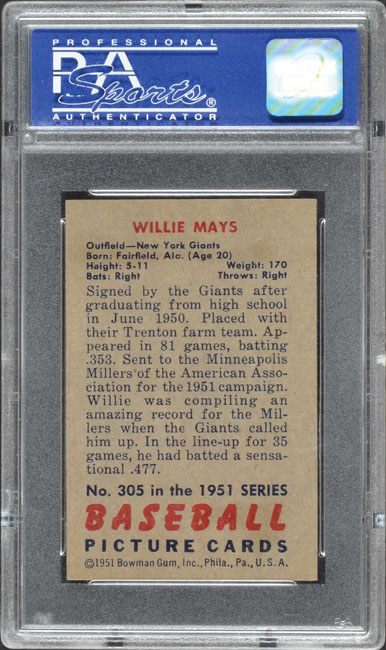 PROFESSIONAL
PSA
Sports®
AUTHENTICATOR
WILLIE MAYS
Outfield—New York Giants
Born: Fairfield, Ala. (Age 20)
Height: 5-11 Weight: 170
Bats: Right Throws: Right
Signed by the Giants after
graduating from high school
in June 1950. Placed with
their Trenton farm team. Ap-
peared in 81 games, batting
.353. Sent to the Minneapolis
Millers of the American Asso-
ciation for the 1951 campaign.
Willie was compiling an
amazing record for the Mil-
lers when the Giants called
him up. In the line-up for 35
games, he had batted a sensa-
tional .477.
No. 305 in the 1951 SERIES
BASEBALL
PICTURE CARDS
©1951 Bowman Gum, Inc., Phila., Pa., U.S.A.